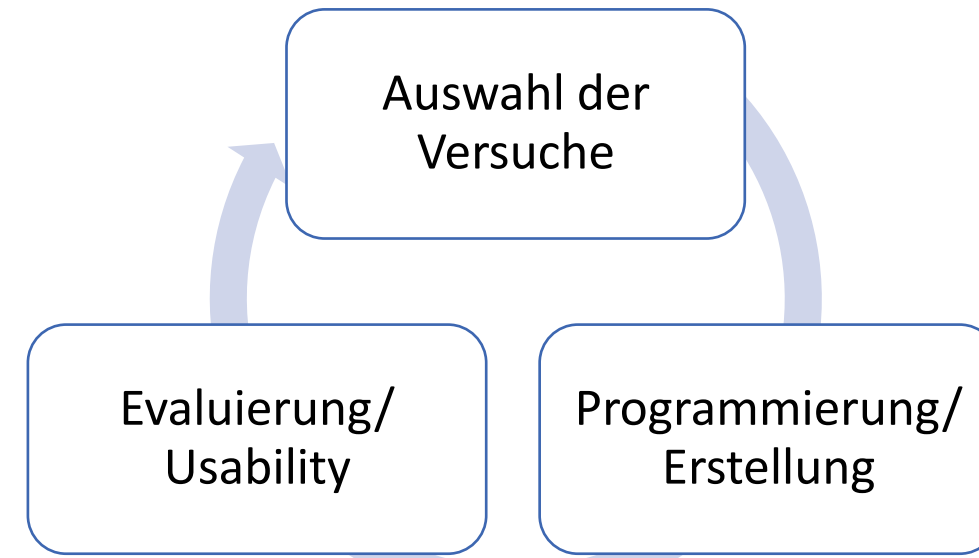 Auswahl der
Versuche
Evaluierung/
Usability
Programmierung/
Erstellung